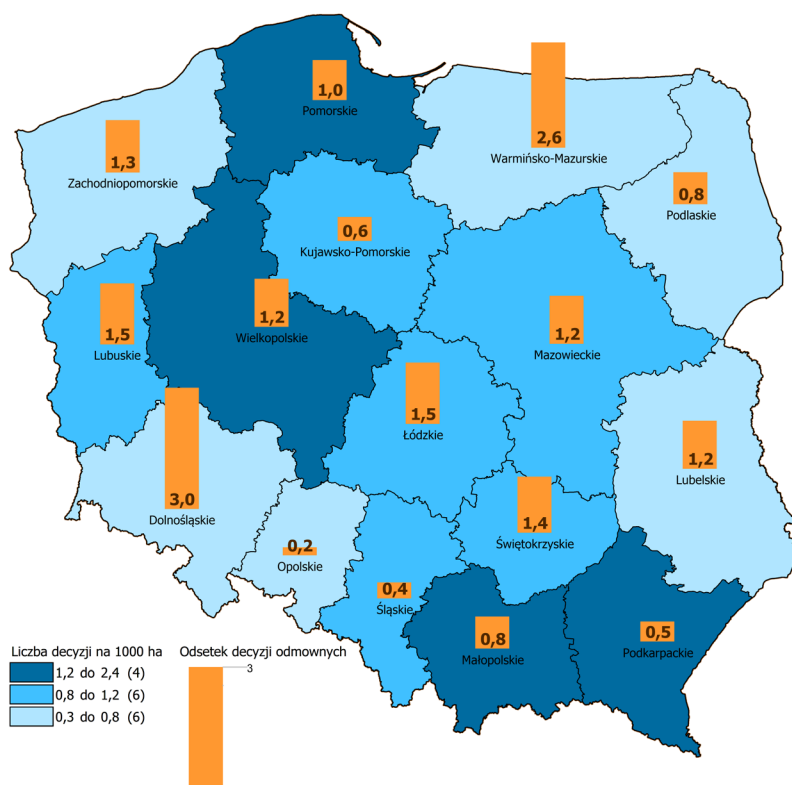 1,0
Pomorskie
2,6
Warmińsko-Mazurskie
1,3
Zachodniopomorskie
0,8
Podlaskie
0,6
Kujawsko-Pomorskie
1,5
Lubuskie
1,2
Wielkopolskie
1,2
Mazowieckie
1,5
Łódzkie
1,2
Lubelskie
3,0
Dolnośląskie
1,4
Świętokrzyskie
0,2
Opolskie
0,4
Śląskie
0,8
Małopolskie
0,5
Podkarpackie
Liczba decyzji na 1000 ha
1,2 do 2,4 (4)
0,8 do 1,2 (6)
0,3 do 0,8 (6)
Odsetek decyzji odmownych
3